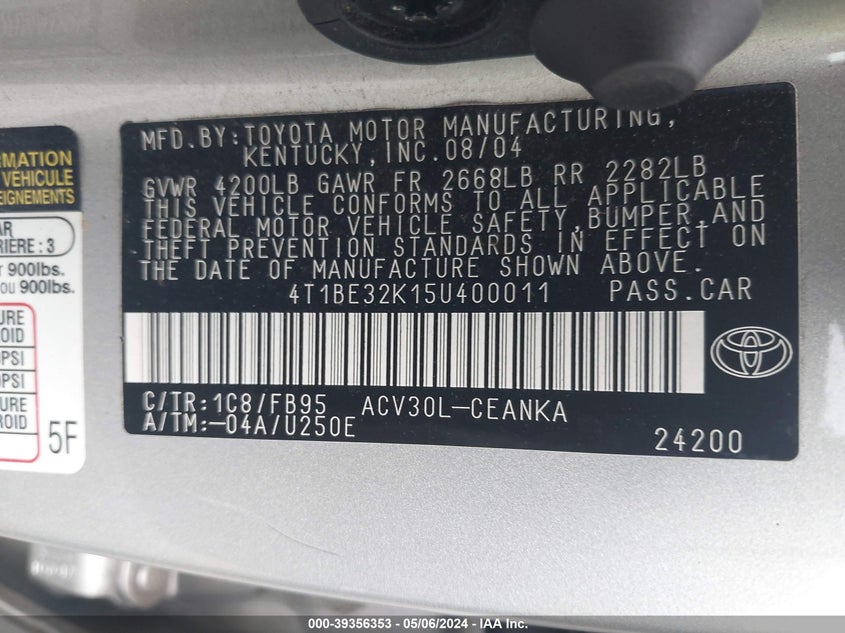 MFD.BY:TOYOTA MOTOR MANUFACTURING,
KENTUCKY,INC.08/04
GVWR 4200LB GAWR FR 2668LB RR 2282LB
THIS VEHICLE CONFORMS TO ALL APPLICABLE
FEDERAL MOTOR VEHICLE SAFETY,BUMPER,AND
THEFT PREVENTION STANDARDS IN EFFECT ON
THE DATE OF MANUFACTURE SHOWN ABOVE.
4T1BE32K15U400011 PASS.CAR
C/TR:1C8/FB95 ACV30L-CEANKA
A/TM:-04A/U250E
24200
VEHICULE
: 3
900lbs.
900lbs.
PSI
PSI
5F
000-39356353 — 05/06/2024 — IAA Inc.